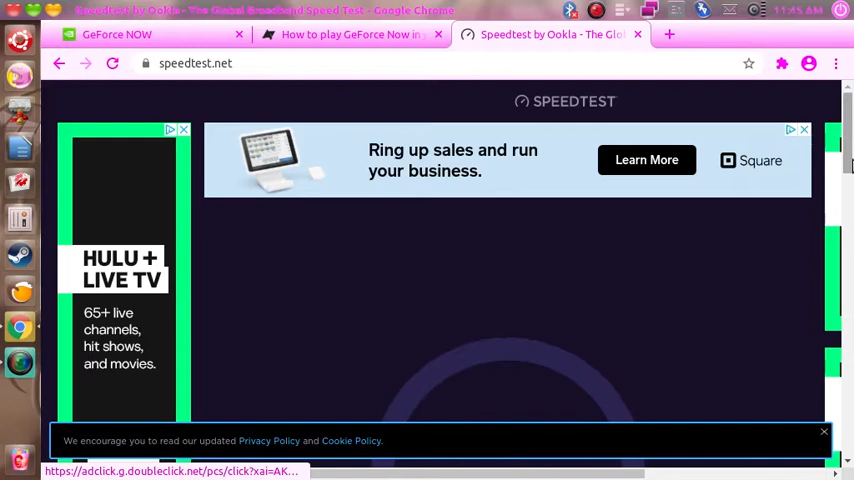 Speedtest by Ookla - The Global Broadband Speed Test - Google Chrome
11:45 AM
GeForce NOW
How to play GeForce Now in y
Speedtest by Ookla - The Glo
speedtest.net
SPEEDTEST
Ring up sales and run
your business.
Learn More
Square
HULU +
LIVE TV
65+ live
channels,
hit shows,
and movies.
We encourage you to read our updated Privacy Policy and Cookie Policy.
https://adclick.g.doubleclick.net/pcs/click?xai=AK...